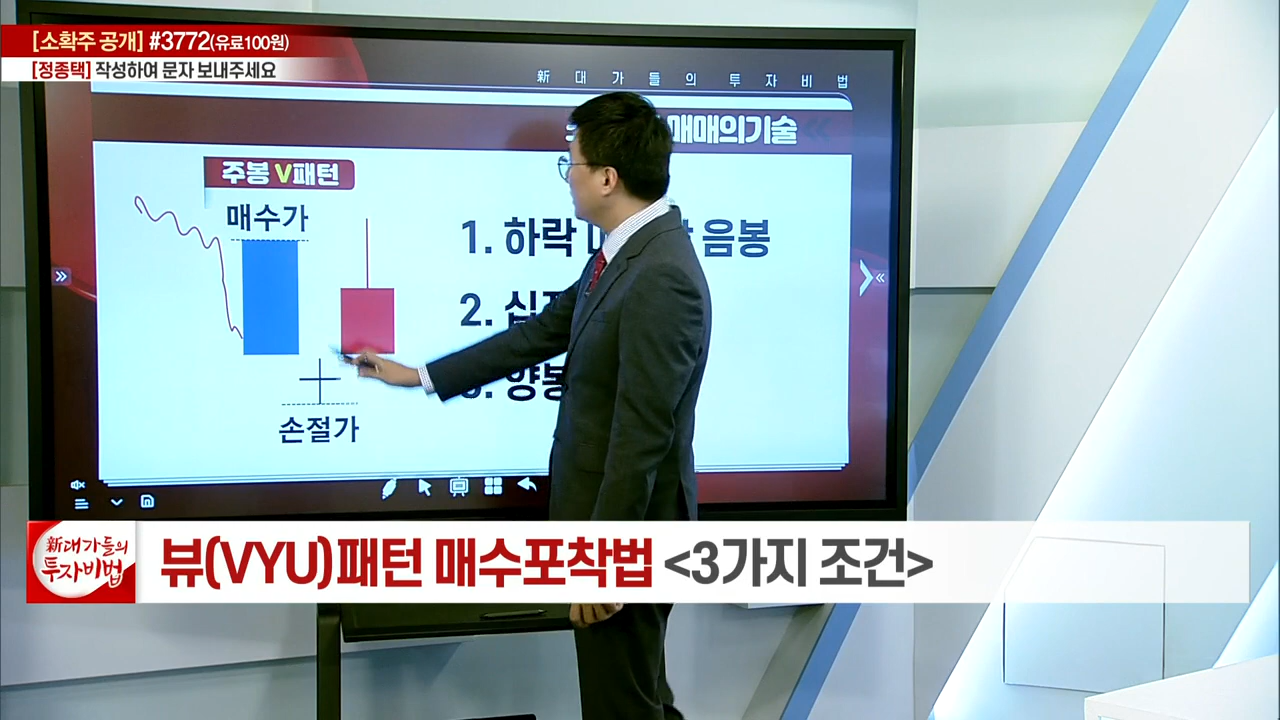 [소확주 공개] #3772(유료100원)
[정종택] 작성하여 문자 보내주세요
新 대 가 들 의 투 자 비 법
매매의기술
주봉 V패턴
매수가
1. 하락 음봉
2.
3. 양봉
손절가
新대가들의
투자비법
뷰(VYU)패턴 매수포착법 <3가지 조건>